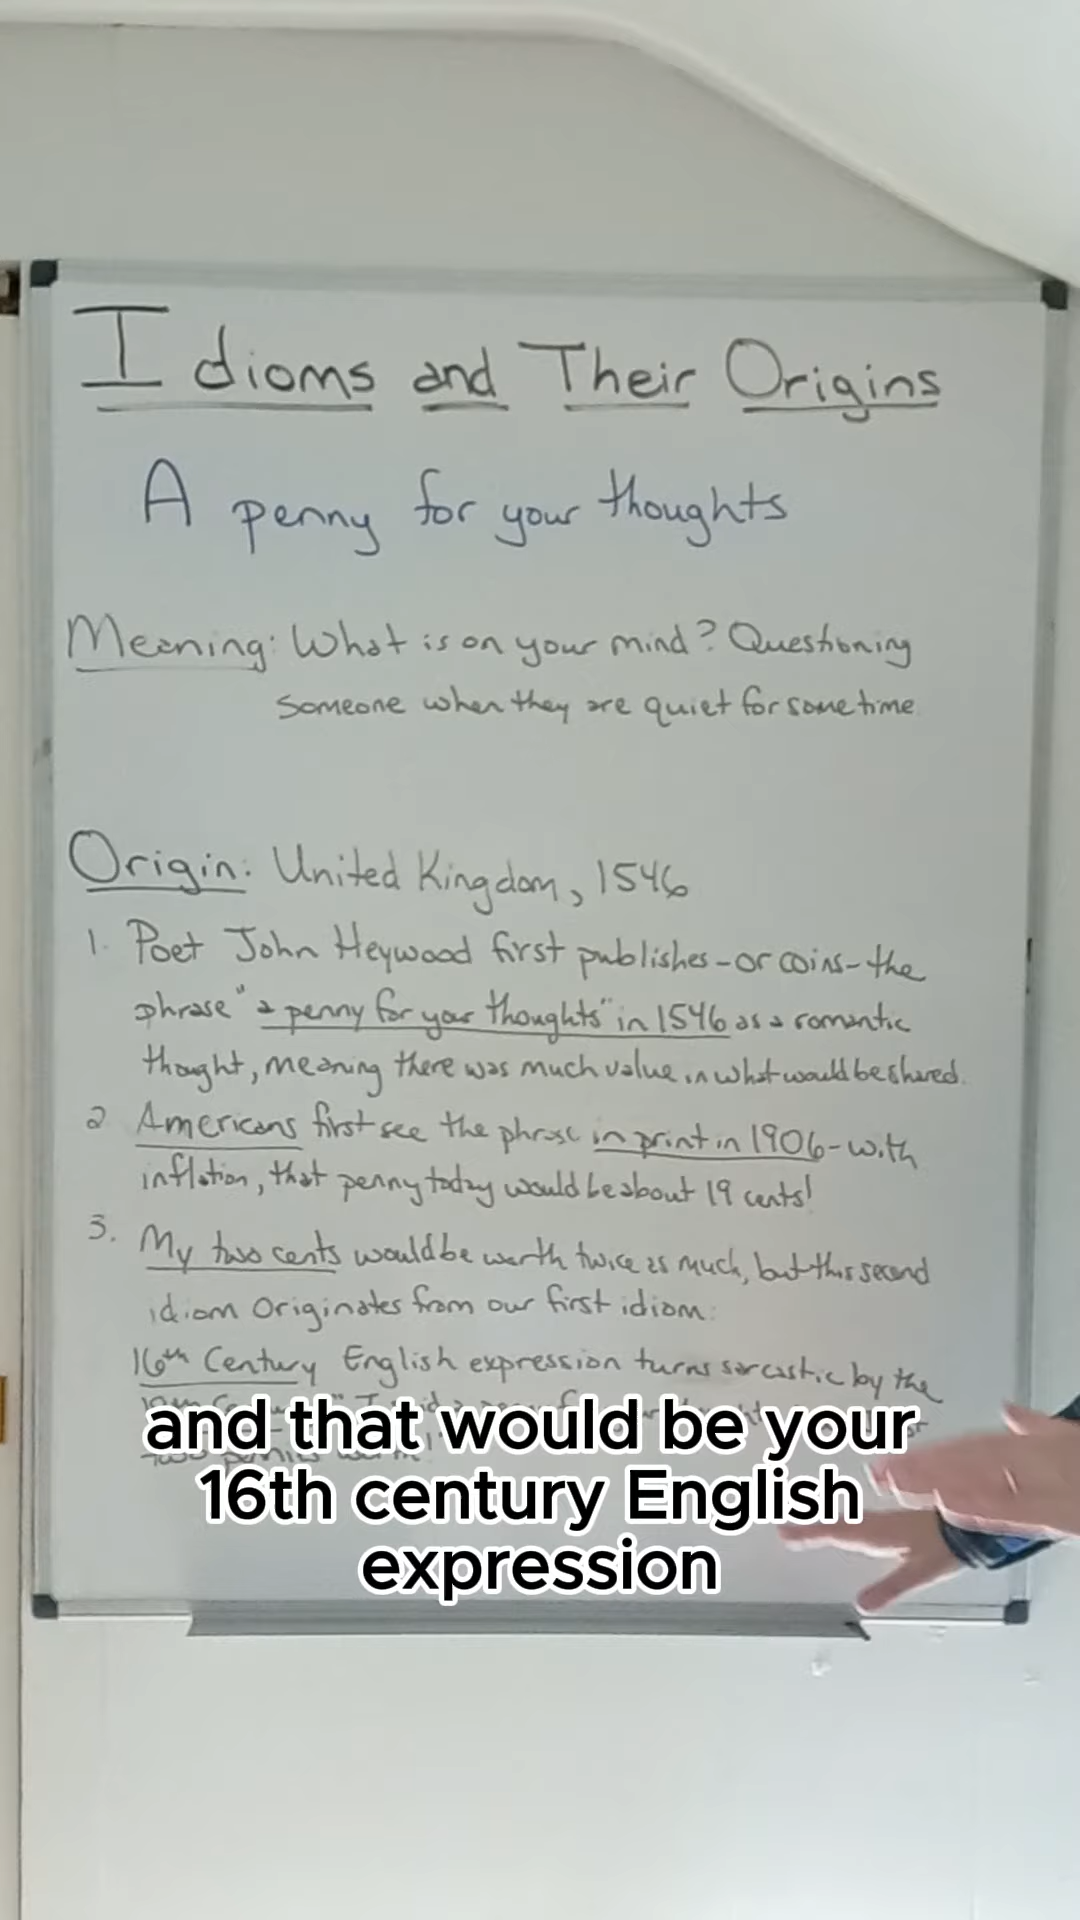 Idioms and Their Origins
A penny for your thoughts
Meaning: What is on your mind? Questioning
someone when they are quiet for some time.
Origin: United Kingdom, 1546
1. Poet John Heywood first publishes-or coins-the
phrase "a penny for your thoughts" in 1546 as a romantic
thought, meaning there was much value in what would be shared.
2 Americans first see the phrase in print in 1906-with
inflation, that penny today would be about 19 cents!
3. My two cents would be worth twice as much, but this second
idiom originates from our first idiom:
16th Century English expression turns sarcastic by the
and that would be your
16th century English
expression